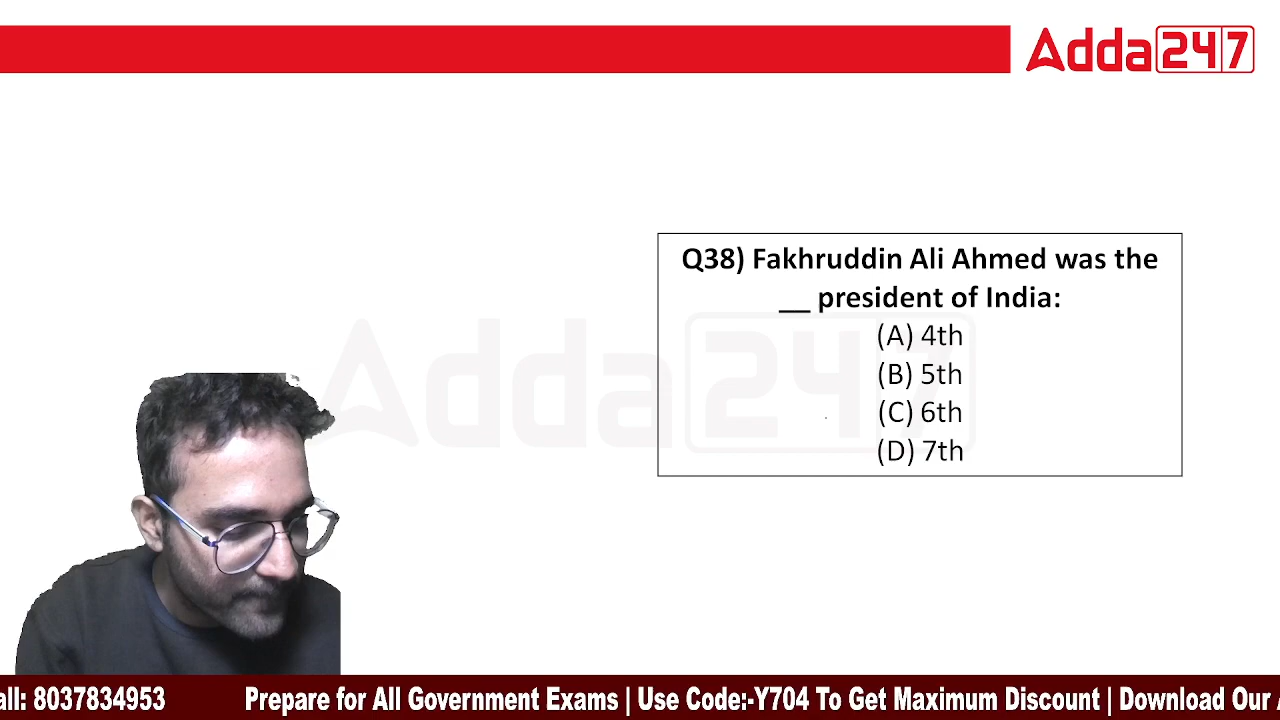 Adda247
Q38) Fakhruddin Ali Ahmed was the
__ president of India:
(A) 4th
(B) 5th
(C) 6th
(D) 7th
Adda247
all: 8037834953 Prepare for All Government Exams | Use Code:-Y704 To Get Maximum Discount | Download Our